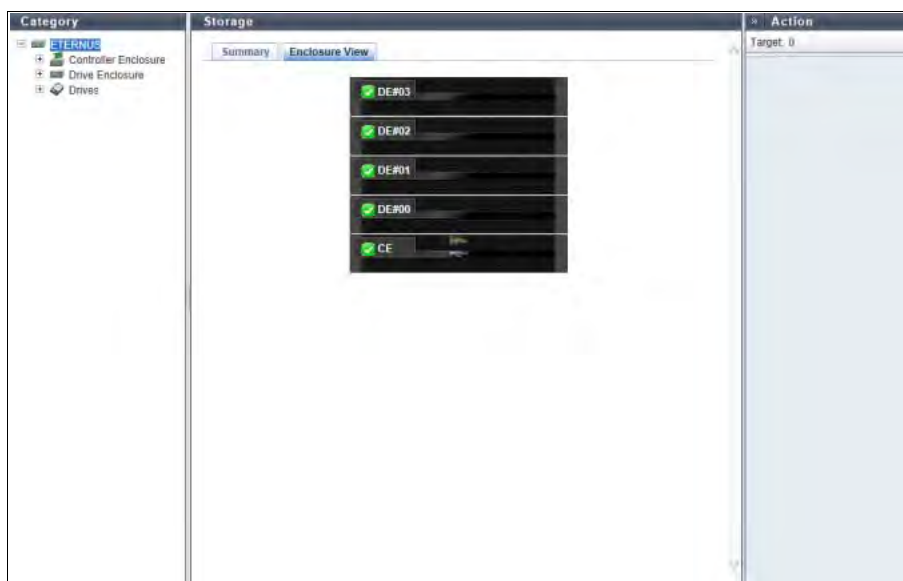 Category
Storage
» Action
ETERNUS
Controller Enclosure
Drive Enclosure
Drives
Summary
Enclosure View
Target: 0
DE#03
DE#02
DE#01
DE#00
CE